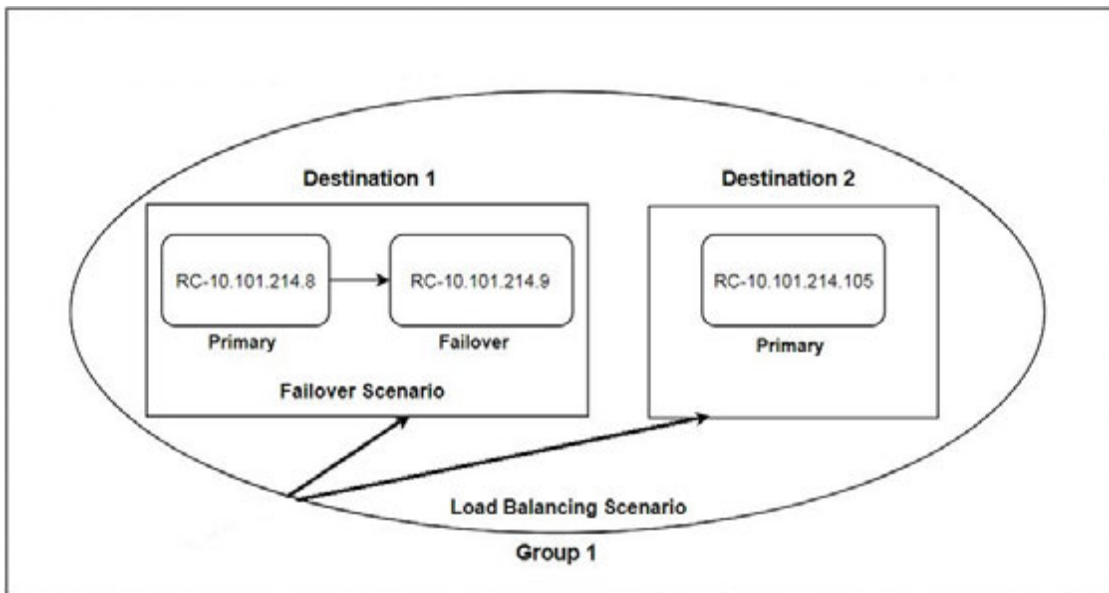 Destination 1
Destination 2
RC-10.101.214.8
RC-10.101.214.9
RC-10.101.214.105
Primary
Failover
Primary
Failover Scenario
Load Balancing Scenario
Group 1